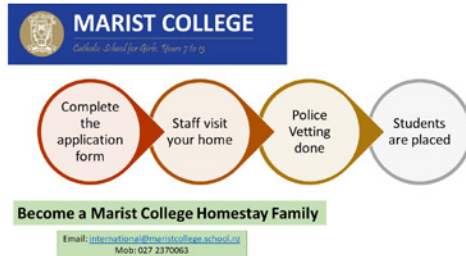 MARIST COLLEGE
Catholic School for Girls, Years 7 to 13
Complete
the
application
form
Staff visit
your home
Police
Vetting
done
Students
are placed
Become a Marist College Homestay Family
Email: international@maristcollege.school.nz
Mob: 027 2370063